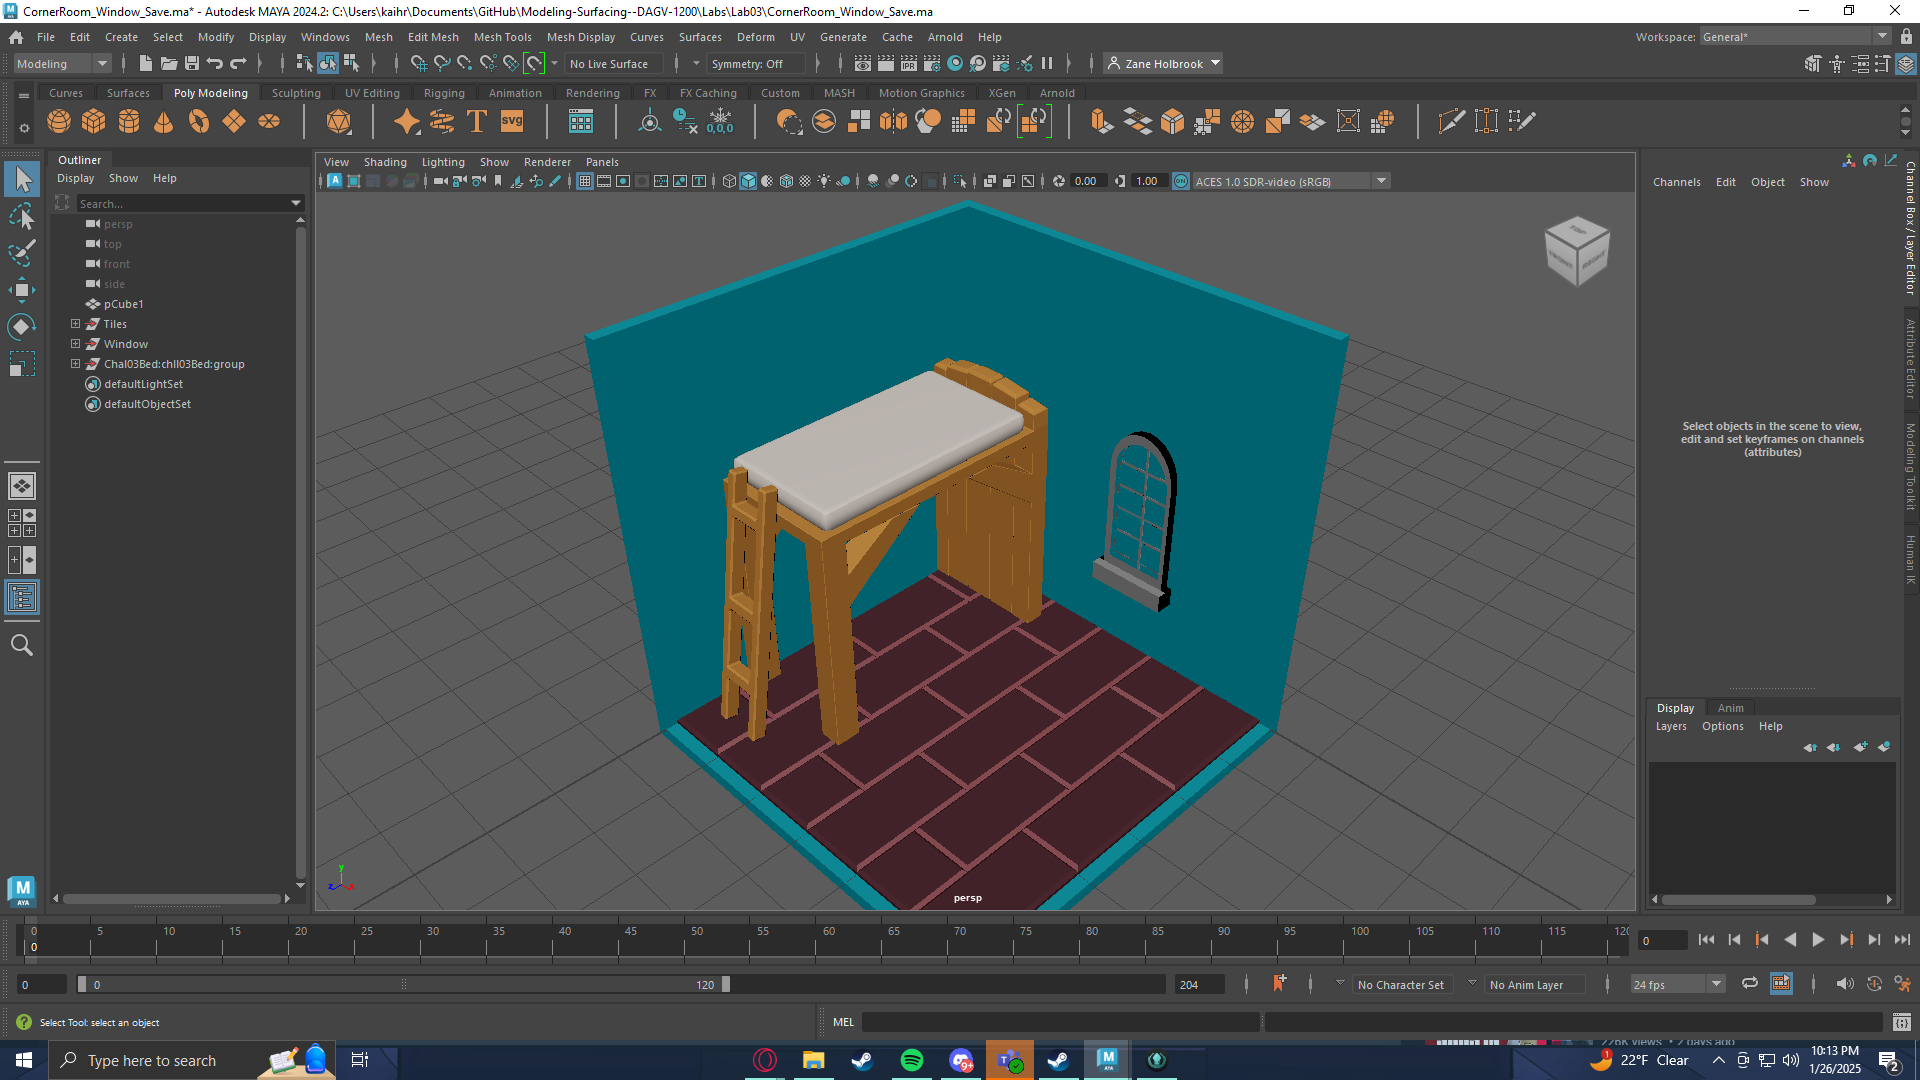 CornerRoom_Window_Save.ma* - Autodesk MAYA 2024.2: C:\Users\kaihr\Documents\GitHub\Modeling-Surfacing--DAGV-1200\Labs\Lab03\CornerRoom_Window_Save.ma
File Edit Create Select Modify Display Windows Mesh Edit Mesh Mesh Tools Mesh Display Curves Surfaces Deform UV Generate Cache Arnold Help
Workspace: General*
Modeling
No Live Surface
Symmetry: Off
Zane Holbrook
Curves Surfaces Poly Modeling Sculpting UV Editing Rigging Animation Rendering FX FX Caching Custom MASH Motion Graphics XGen Arnold
Outliner
Display Show Help
Search...
persp
top
front
side
pCube1
Tiles
Window
Chal03Bed:chll03Bed:group
defaultLightSet
defaultObjectSet
View Shading Lighting Show Renderer Panels
0.00
1.00
ACES 1.0 SDR-video (sRGB)
TOP
FRONT
RIGHT
persp
Channels Edit Object Show
Select objects in the scene to view,
edit and set keyframes on channels
(attributes)
Channel Box / Layer Editor
Attribute Editor
Modeling Toolkit
Human IK
Display Anim
Layers Options Help
0 5 10 15 20 25 30 35 40 45 50 55 60 65 70 75 80 85 90 95 100 105 110 115 120
0
0
0
0
120
204
No Character Set
No Anim Layer
24 fps
Select Tool: select an object
MEL
Type here to search
22°F Clear
10:13 PM
1/26/2025
2